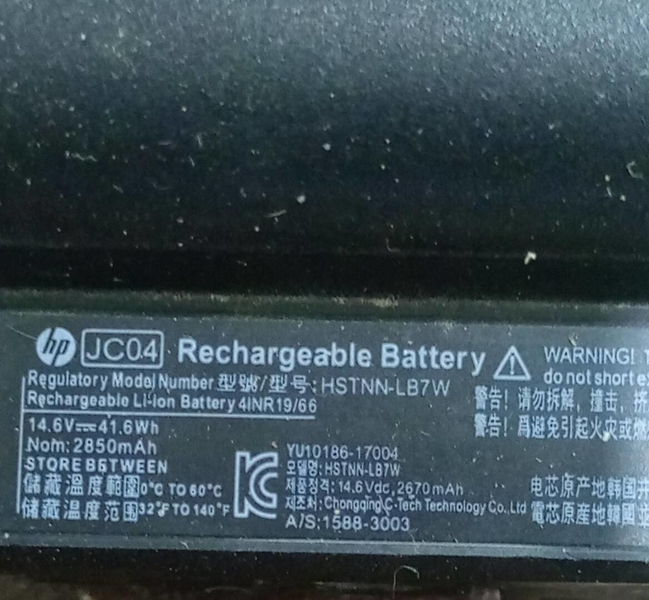 hp JC04 Rechargeable Battery
Regulatory Model Number 型號/型号: HSTNN-LB7W
Rechargeable Li-ion Battery 4INR19/66
14.6V⎓41.6Wh
Nom: 2850mAh
STORE BETWEEN
儲藏溫度範圍 0°C TO 60°C
储藏温度范围 32°F TO 140°F
YU10186-17004
모델명: HSTNN-LB7W
제품정격: 14.6Vdc, 2670mAh
제조자: Chongqing C-Tech Technology Co., Ltd
A/S: 1588-3003
WARNING!
do not short
警告! 请勿拆解, 撞击, 挤
警告! 爲避免引起火灾或燃
电芯原产地韩国
電芯原產地韓國